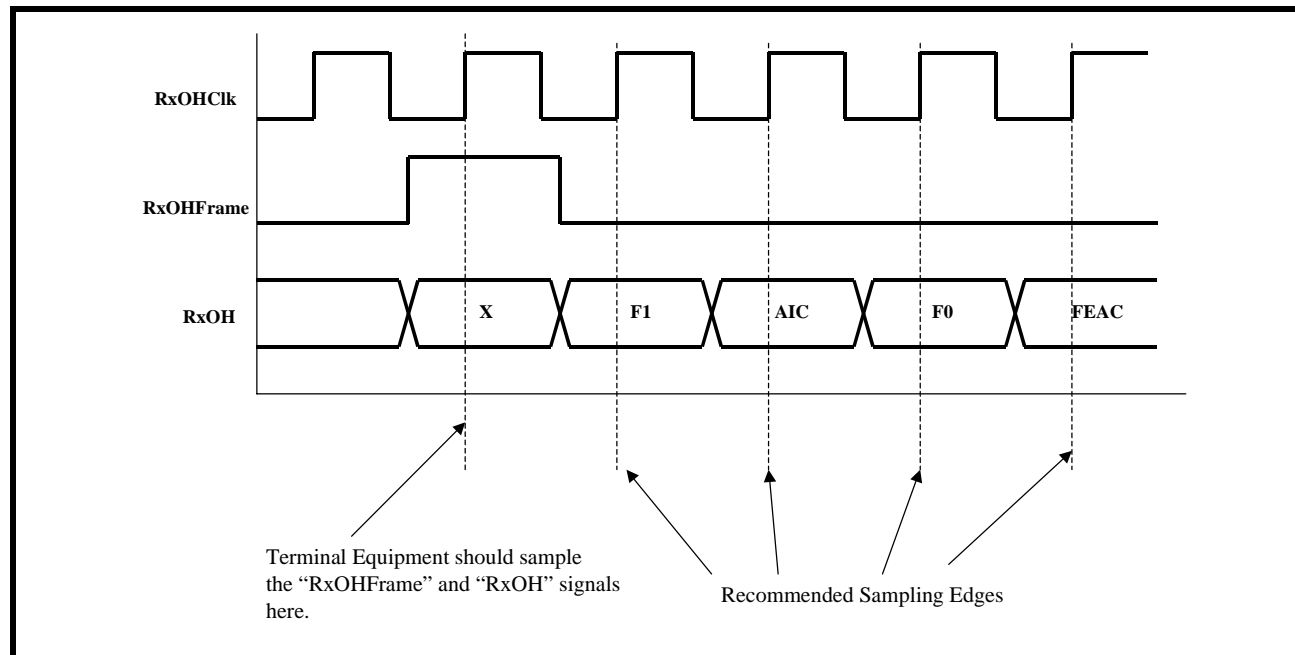 RxOHClk
RxOHFrame
RxOH
X
F1
AIC
F0
FEAC
Terminal Equipment should sample
the “RxOHFrame” and “RxOH” signals
here.
Recommended Sampling Edges